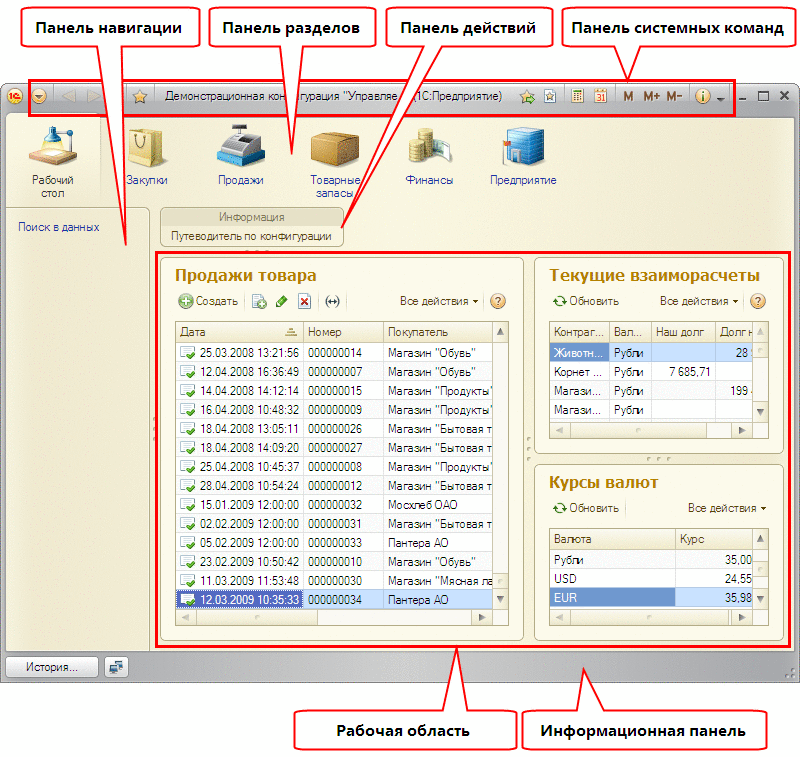 Панель навигации
Панель разделов
Панель действий
Панель системных команд
1С
Демонстрационная конфигурация "Управле (1С:Предприятие)
31
M M+ M-
Рабочий
стол
Закупки
Продажи
Товарные
запасы
Финансы
Предприятие
Поиск в данных
Информация
Путеводитель по конфигурации
Продажи товара
Создать
Все действия
Дата Номер Покупатель
25.03.2008 13:21:56 000000014 Магазин "Обувь"
12.04.2008 16:36:49 000000007 Магазин "Обувь"
14.04.2008 14:12:14 000000015 Магазин "Продукты"
16.04.2008 10:48:32 000000009 Магазин "Продукты"
18.04.2008 13:05:11 000000026 Магазин "Бытовая т
18.04.2008 14:09:20 000000027 Магазин "Бытовая т
25.04.2008 10:45:37 000000008 Магазин "Продукты"
28.04.2008 10:54:24 000000012 Магазин "Бытовая т
15.01.2009 12:00:00 000000032 Мосхлеб ОАО
02.02.2009 12:00:00 000000031 Магазин "Бытовая т
05.02.2009 12:00:00 000000033 Пантера АО
23.02.2009 10:50:42 000000010 Магазин "Обувь"
11.03.2009 11:53:48 000000030 Магазин "Мясная ла
12.03.2009 10:35:33 000000034 Пантера АО
Текущие взаиморасчеты
Обновить
Все действия
Контраг... Вал... Наш долг Долг н
Животн... Рубли 28
Корнет ... Рубли 7 685,71
Магази... Рубли 199
Магази... Рубли
Курсы валют
Обновить
Все действия
Валюта Курс
Рубли 35,00
USD 24,55
EUR 35,98
История...
Рабочая область
Информационная панель